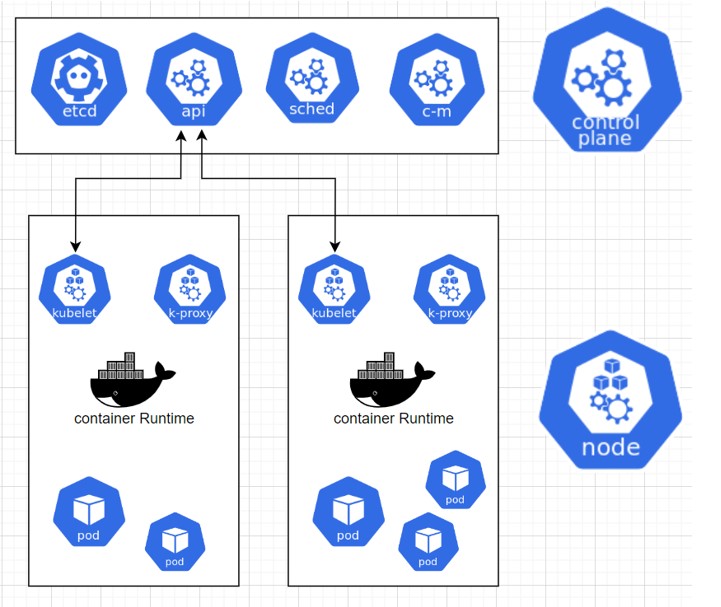 etcd
api
sched
c-m
control
plane
kubelet
k-proxy
kubelet
k-proxy
container Runtime
container Runtime
node
pod
pod
pod
pod
pod